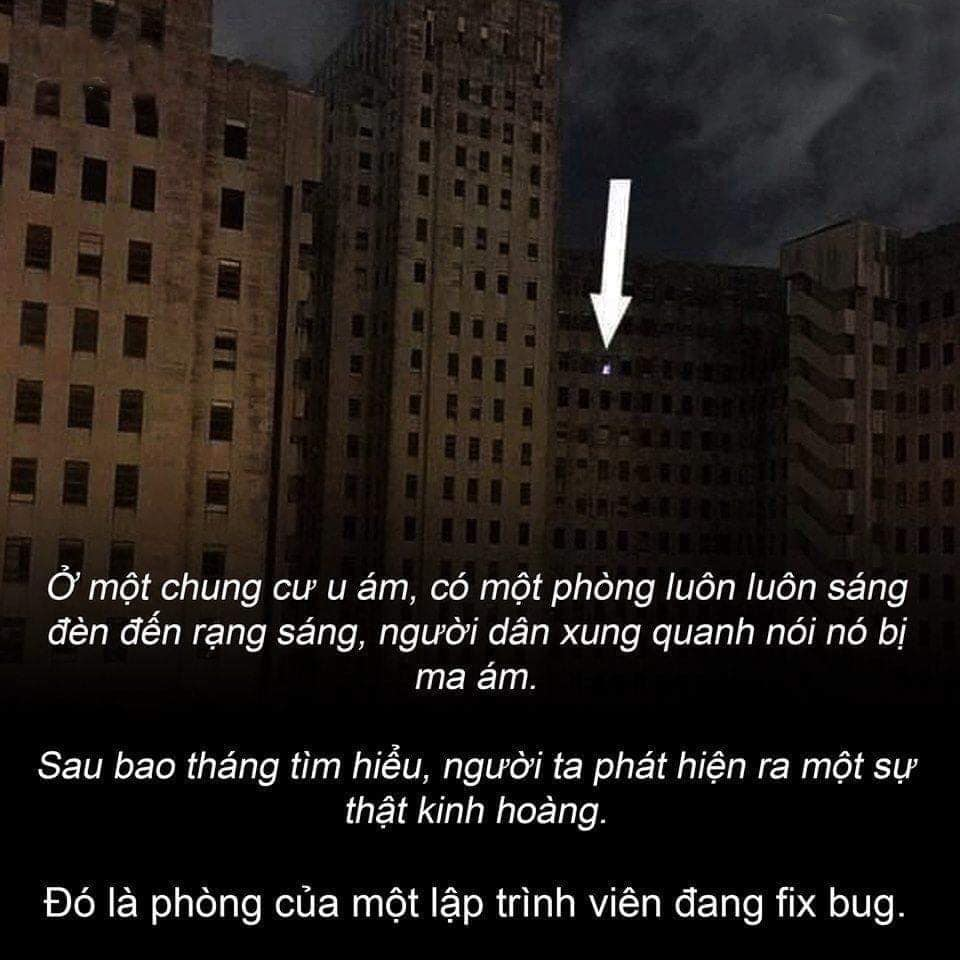 Ở một chung cư u ám, có một phòng luôn luôn sáng
đèn đến rạng sáng, người dân xung quanh nói nó bị
ma ám.
Sau bao tháng tìm hiểu, người ta phát hiện ra một sự
thật kinh hoàng.
Đó là phòng của một lập trình viên đang fix bug.